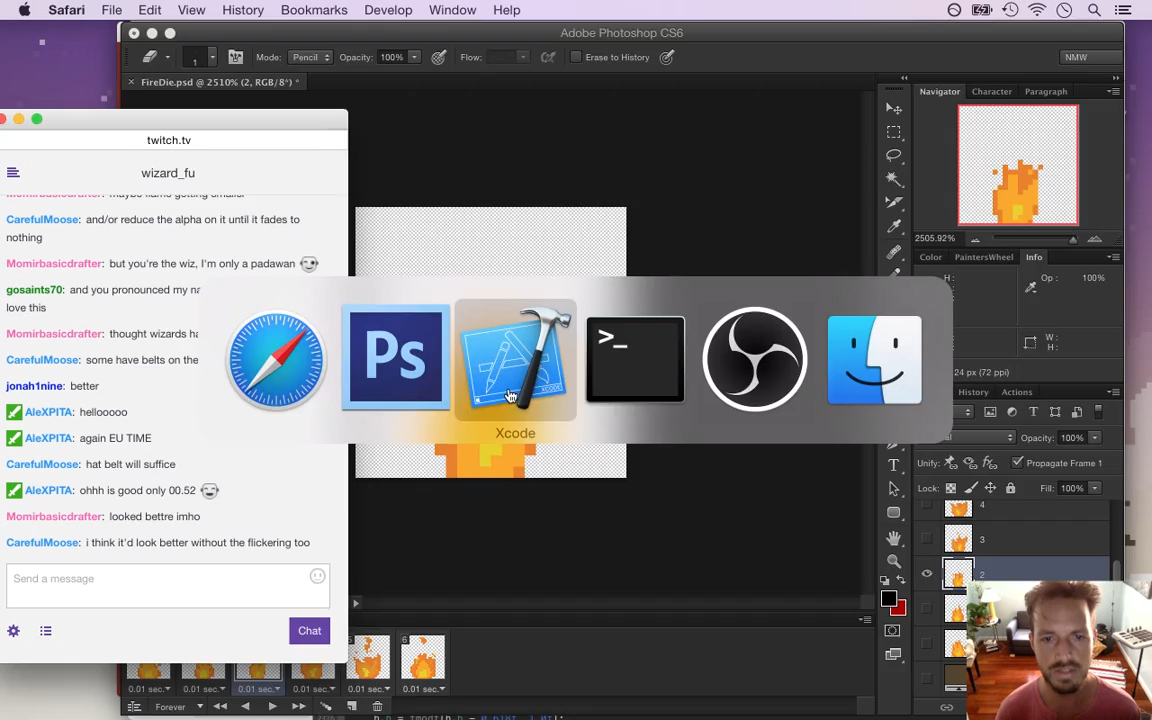 Safari File Edit View History Bookmarks Develop Window Help
Adobe Photoshop CS6
1 Mode: Pencil Opacity: 100% Flow: Erase to History NMW
FireDie.psd @ 2510% (2, RGB/8*) *
Navigator Character Paragraph
twitch.tv
wizard_fu
CarefulMoose: and/or reduce the alpha on it until it fades to
nothing
2505.92%
Momirbasicdrafter: but you're the wiz, I'm only a padawan
Color PaintersWheel Info
H: Op: 100%
gosaints70: and you pronounced my na
love this
Momirbasicdrafter: thought wizards ha
CarefulMoose: some have belts on the
W:
H:
Ps
>_
XCODE
24 px (72 ppi)
jonah1nine: better
History Actions
AleXPITA: hellooooo
Xcode
AleXPITA: again EU TIME
Opacity: 100%
CarefulMoose: hat belt will suffice
Unify: Propagate Frame 1
AleXPITA: ohhh is good only 00.52
Lock: Fill: 100%
4
Momirbasicdrafter: looked bettre imho
CarefulMoose: i think it'd look better without the flickering too
3
2
Send a message
Chat
5 6
0.01 sec. 0.01 sec. 0.01 sec. 0.01 sec. 0.01 sec. 0.01 sec.
Forever